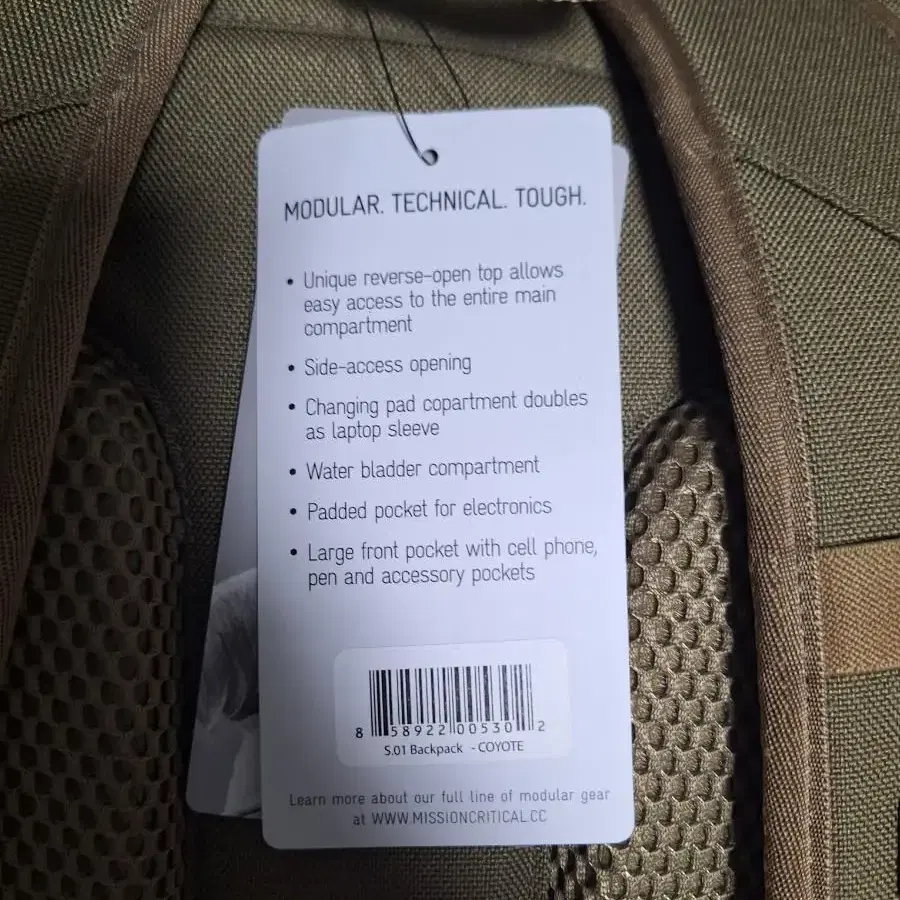 MODULAR. TECHNICAL. TOUGH.
• Unique reverse-open top allows
easy access to the entire main
compartment
• Side-access opening
• Changing pad copartment doubles
as laptop sleeve
• Water bladder compartment
• Padded pocket for electronics
• Large front pocket with cell phone,
pen and accessory pockets
8 58922 00530 2
S.01 Backpack - COYOTE
Learn more about our full line of modular gear
at WWW.MISSIONCRITICAL.CC